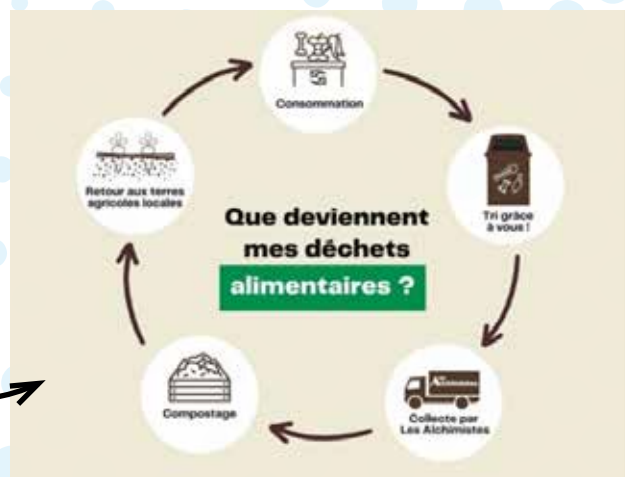 Consommation
Tri grâce
à vous !
Collecte par
Les Alchimistes
Compostage
Retour aux terres
agricoles locales
Que deviennent
mes déchets
alimentaires ?